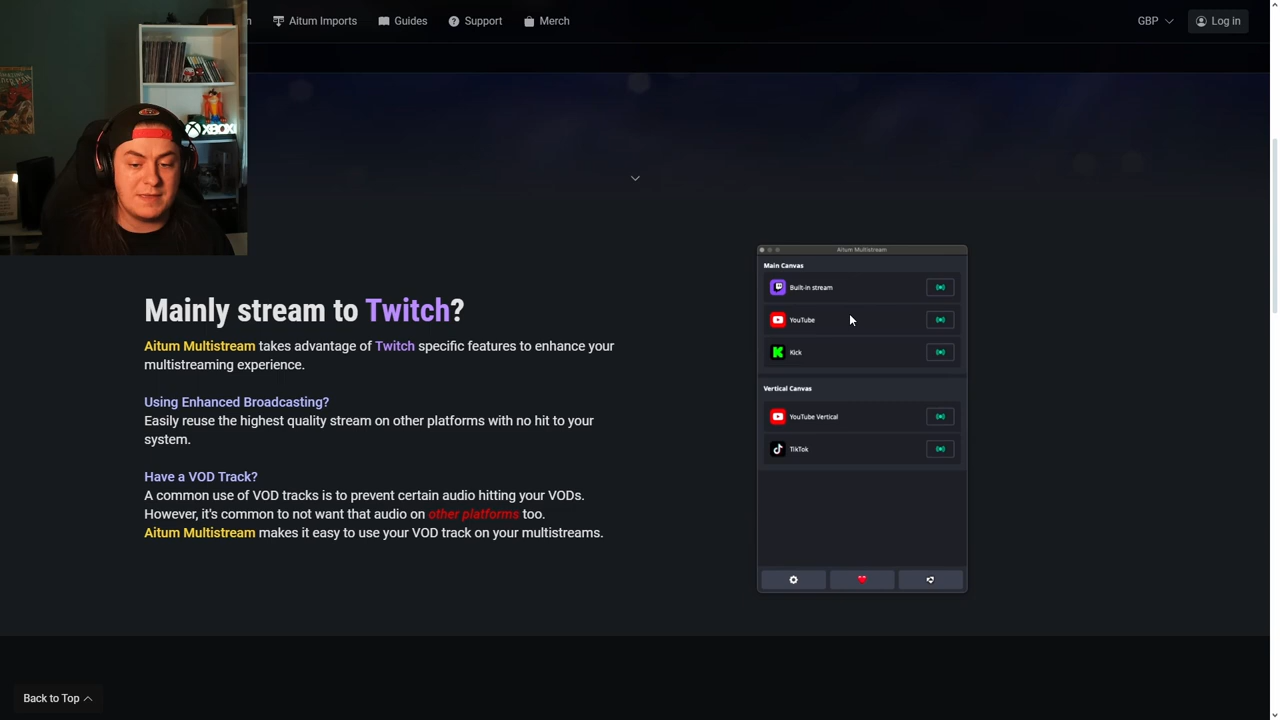 Aitum Imports
Guides
Support
Merch
GBP
Log in
XBOX
Mainly stream to Twitch?
Aitum Multistream takes advantage of Twitch specific features to enhance your
multistreaming experience.
Using Enhanced Broadcasting?
Easily reuse the highest quality stream on other platforms with no hit to your
system.
Have a VOD Track?
A common use of VOD tracks is to prevent certain audio hitting your VODs.
However, it's common to not want that audio on other platforms too.
Aitum Multistream makes it easy to use your VOD track on your multistreams.
Aitum Multistream
Main Canvas
Built-in stream
YouTube
Kick
Vertical Canvas
YouTube Vertical
TikTok
Back to Top